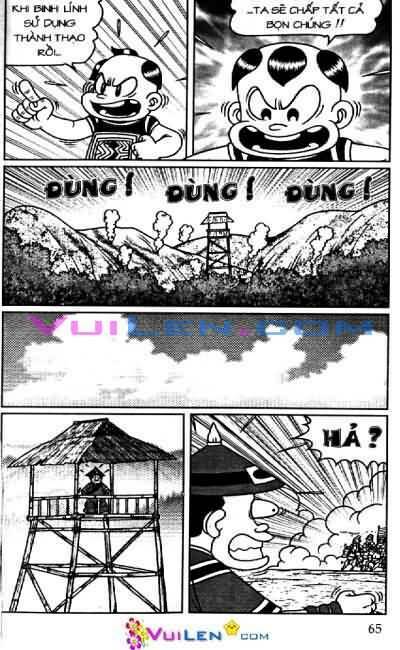 KHI BINH LÍNH
SỬ DỤNG
THÀNH THẠO
RỒI...
...TA SẼ CHẤP TẤT CẢ
BỌN CHÚNG !!
ĐÙNG! ĐÙNG! ĐÙNG!
VUILEN.COM
HẢ?
65
VUILEN.COM